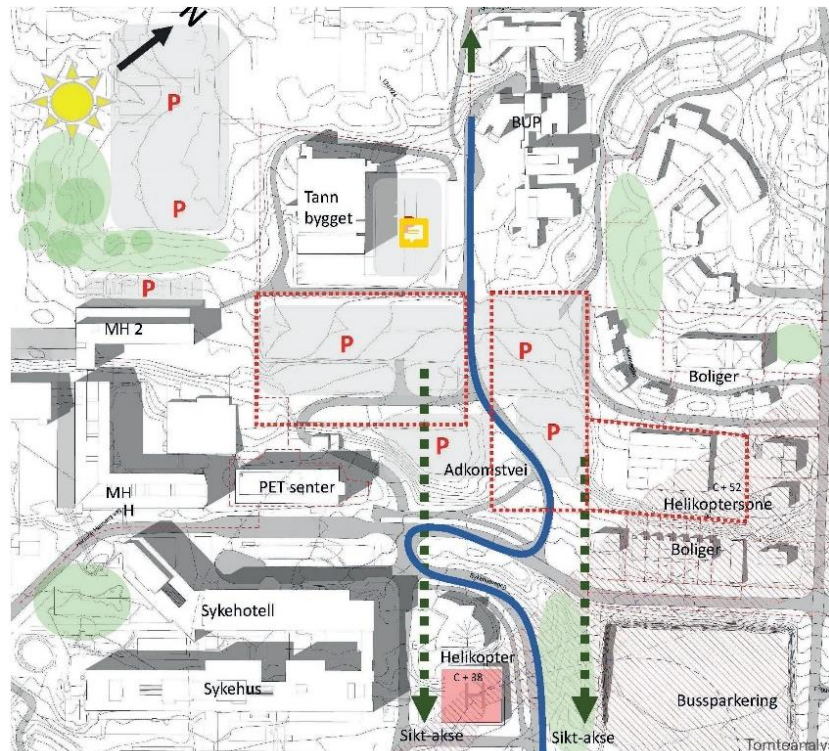 N
P
BUP
Tann
bygget
P
P
MH 2
P
P
Boliger
P
P
Adkomstvei
C + 52
PET senter
MH
H
Helikoptersone
Boliger
Sykehotell
Helikopter
C + 38
H
Sykehus
Bussparkering
Sikt-akse
Sikt-akse
Tomteanaly